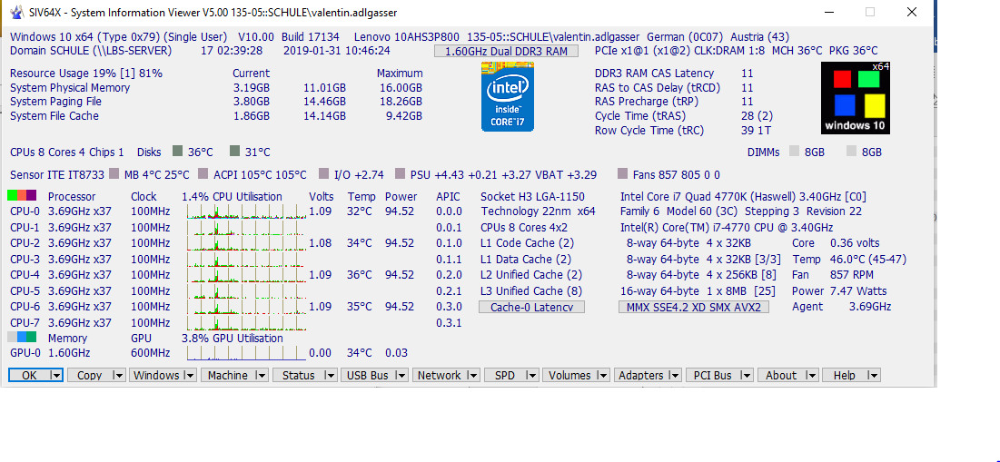 SIV64X - System Information Viewer V5.00 135-05::SCHULE\valentin.adlgasser
Windows 10 x64 (Type 0x79) (Single User) V10.00 Build 17134 Lenovo 10AHS3P800 135-05::SCHULE\valentin.adlgasser German (0C07) Austria (43)
Domain SCHULE (\\LBS-SERVER) 17 02:39:28 2019-01-31 10:46:24 1.60GHz Dual DDR3 RAM PCIe x1@1 (x1@2) CLK:DRAM 1:8 MCH 36°C PKG 36°C
Resource Usage 19% [1] 81% Current Maximum DDR3 RAM CAS Latency 11 x64
System Physical Memory 3.19GB 11.01GB 16.00GB RAS to CAS Delay (tRCD) 11
System Paging File 3.80GB 14.46GB 18.26GB RAS Precharge (tRP) 11
System File Cache 1.86GB 14.14GB 9.42GB Cycle Time (tRAS) 28 (2)
Row Cycle Time (tRC) 39 1T
intel inside™ CORE™i7
windows 10
CPUs 8 Cores 4 Chips 1 Disks 36°C 31°C DIMMs 8GB 8GB
Sensor ITE IT8733 MB 4°C 25°C ACPI 105°C 105°C I/O +2.74 PSU +4.43 +0.21 +3.27 VBAT +3.29 Fans 857 805 0 0
Processor Clock 1.4% CPU Utilisation Volts Temp Power APIC Socket H3 LGA-1150 Intel Core i7 Quad 4770K (Haswell) 3.40GHz [C0]
CPU-0 3.69GHz x37 100MHz 1.09 32°C 94.52 0.0.0 Technology 22nm x64 Family 6 Model 60 (3C) Stepping 3 Revision 22
CPU-1 3.69GHz x37 100MHz 0.0.1 CPUs 8 Cores 4x2 Intel(R) Core(TM) i7-4770 CPU @ 3.40GHz
CPU-2 3.69GHz x37 100MHz 1.08 34°C 94.52 0.1.0 L1 Code Cache (2) 8-way 64-byte 4 x 32KB Core 0.36 volts
CPU-3 3.69GHz x37 100MHz 0.1.1 L1 Data Cache (2) 8-way 64-byte 4 x 32KB [3/3] Temp 46.0°C (45-47)
CPU-4 3.69GHz x37 100MHz 1.09 36°C 94.52 0.2.0 L2 Unified Cache (2) 8-way 64-byte 4 x 256KB [8] Fan 857 RPM
CPU-5 3.69GHz x37 100MHz 0.2.1 L3 Unified Cache (8) 16-way 64-byte 1 x 8MB [25] Power 7.47 Watts
CPU-6 3.69GHz x37 100MHz 1.09 35°C 94.52 0.3.0 Cache-0 Latency MMX SSE4.2 XD SMX AVX2 Agent 3.69GHz
CPU-7 3.69GHz x37 100MHz 0.3.1
Memory GPU 3.8% GPU Utilisation
GPU-0 1.60GHz 600MHz 0.00 34°C 0.03
OK Copy Windows Machine Status USB Bus Network SPD Volumes Adapters PCI Bus About Help